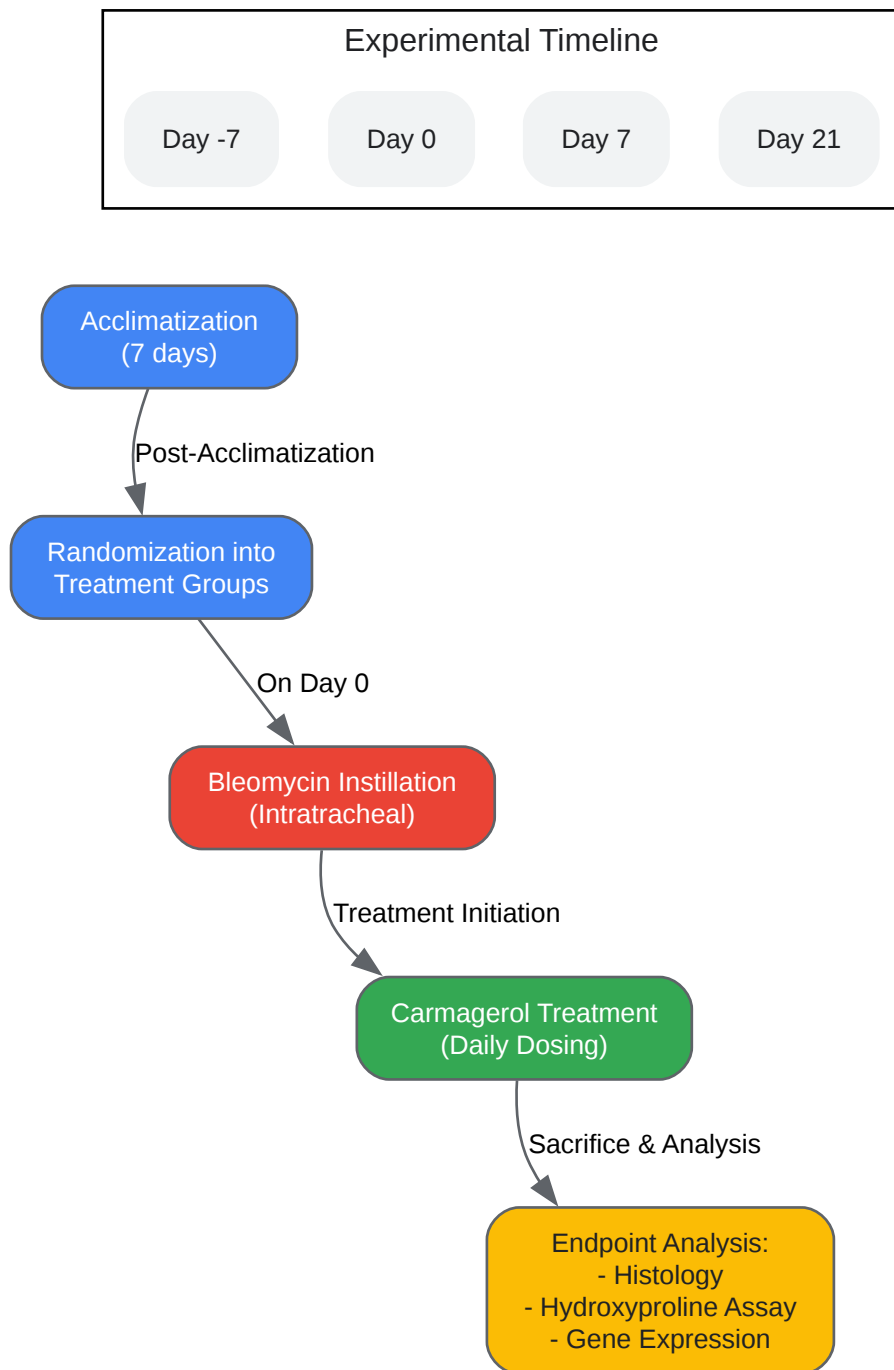 Experimental Timeline
Day -7
Day 0
Day 7
Day 21
Acclimatization
(7 days)
Post-Acclimatization
Randomization into
Treatment Groups
On Day 0
Bleomycin Instillation
(Intratracheal)
Treatment Initiation
Carmagerol Treatment
(Daily Dosing)
Sacrifice & Analysis
Endpoint Analysis:
- Histology
- Hydroxyproline Assay
- Gene Expression